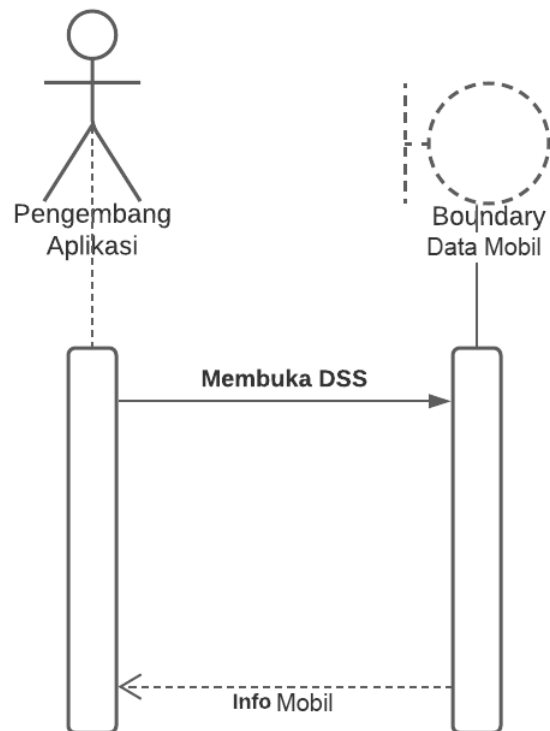 Pengembang
Aplikasi
Boundary
Data Mobil
Membuka DSS
Info Mobil